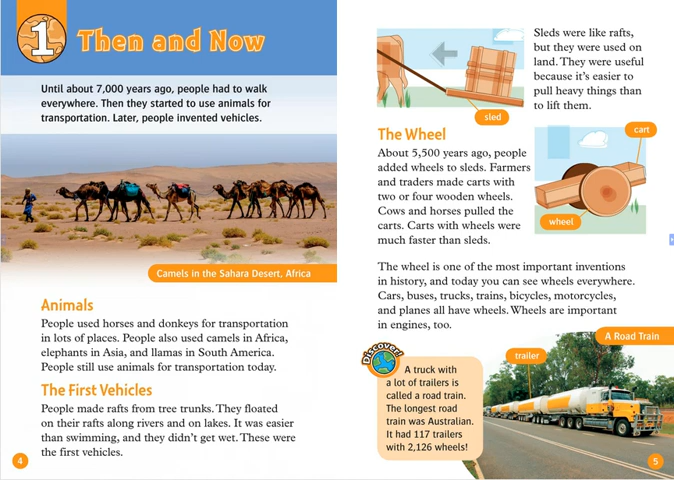 1 Then and Now
Until about 7,000 years ago, people had to walk
everywhere. Then they started to use animals for
transportation. Later, people invented vehicles.
Camels in the Sahara Desert, Africa
Animals
People used horses and donkeys for transportation
in lots of places. People also used camels in Africa,
elephants in Asia, and llamas in South America.
People still use animals for transportation today.
The First Vehicles
People made rafts from tree trunks. They floated
on their rafts along rivers and on lakes. It was easier
than swimming, and they didn't get wet. These were
the first vehicles.
4
Sleds were like rafts,
but they were used on
land. They were useful
because it's easier to
pull heavy things than
to lift them.
sled
The Wheel
About 5,500 years ago, people
added wheels to sleds. Farmers
and traders made carts with
two or four wooden wheels.
Cows and horses pulled the
carts. Carts with wheels were
much faster than sleds.
cart
wheel
The wheel is one of the most important inventions
in history, and today you can see wheels everywhere.
Cars, buses, trucks, trains, bicycles, motorcycles,
and planes all have wheels. Wheels are important
in engines, too.
Discover!
A truck with
a lot of trailers is
called a road train.
The longest road
train was Australian.
It had 117 trailers
with 2,126 wheels!
A Road Train
trailer
5